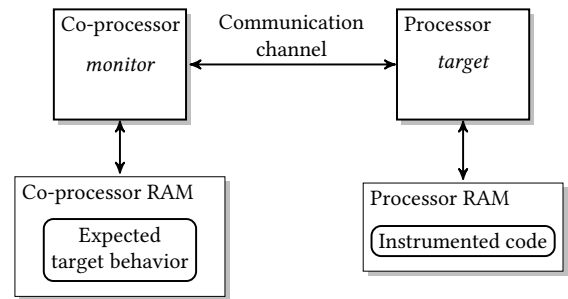 Co-processor
monitor
Communication
channel
Processor
target
Co-processor RAM
Expected
target behavior
Processor RAM
Instrumented code